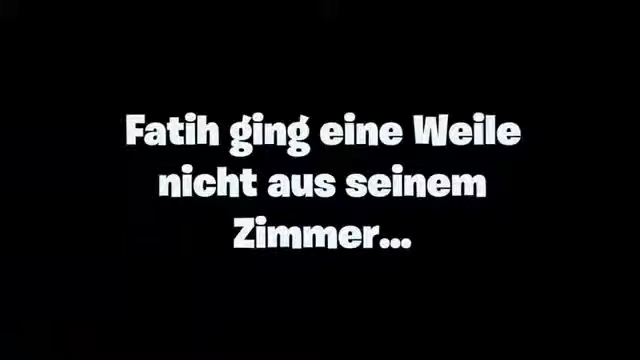 Fatih ging eine Weile
nicht aus seinem
Zimmer...